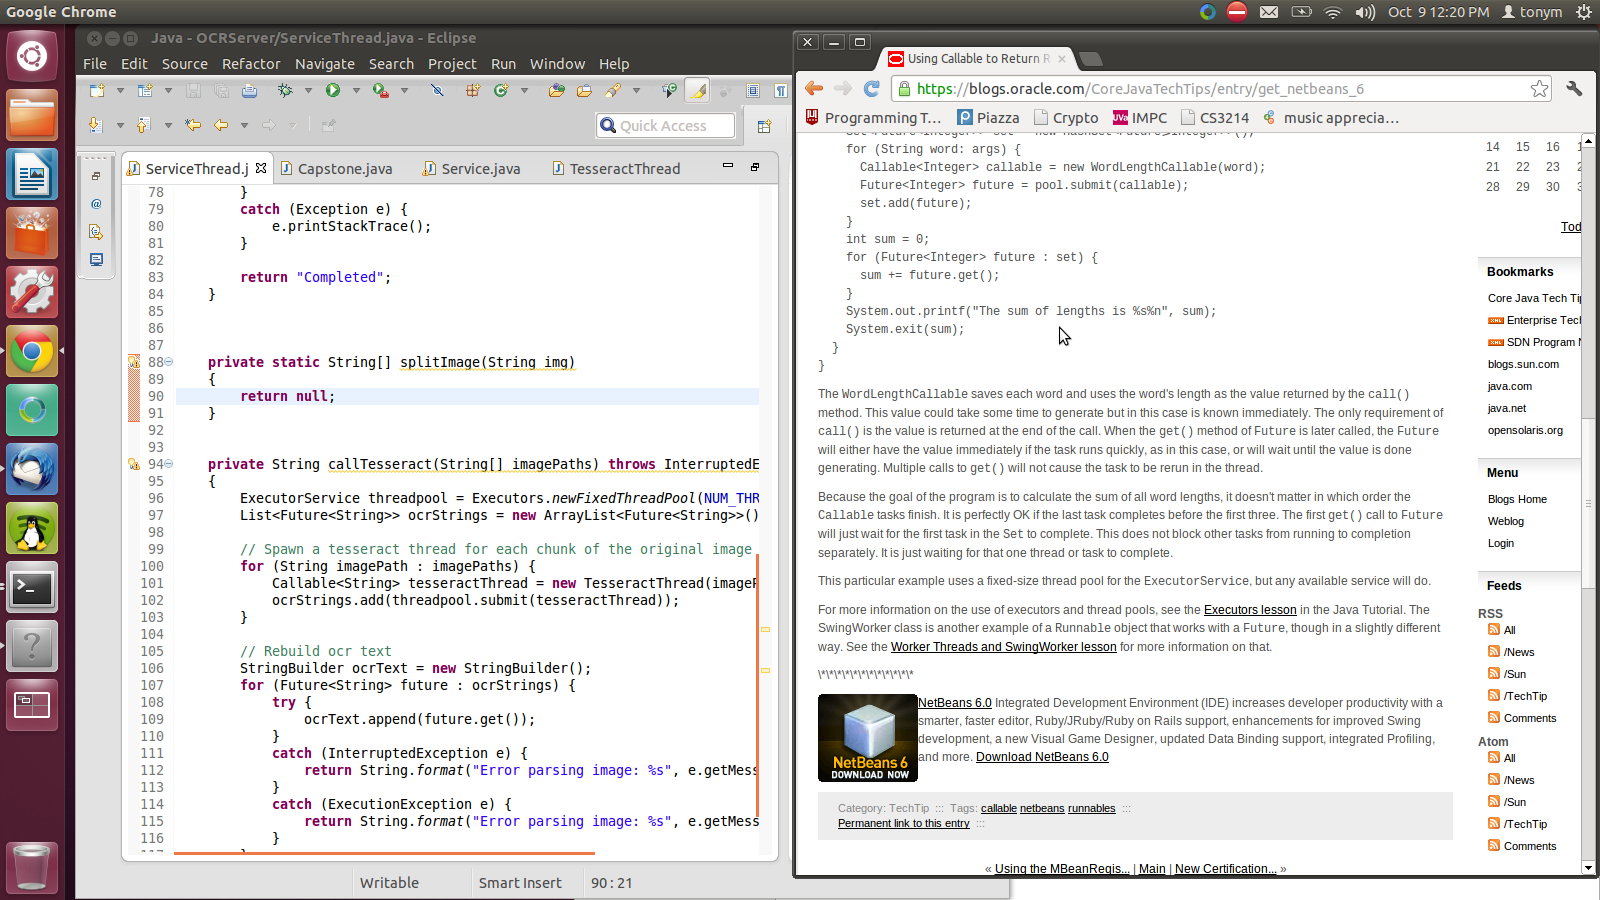 Google Chrome
Oct 9 12:20 PM
tonym
Java - OCRServer/ServiceThread.java - Eclipse
File Edit Source Refactor Navigate Search Project Run Window Help
Quick Access
ServiceThread.j
Capstone.java
Service.java
TesseractThread
78 }
79 catch (Exception e) {
80 e.printStackTrace();
81 }
82
83 return "Completed";
84 }
85
86
87
88 private static String[] splitImage(String img)
89 {
90 return null;
91 }
92
93
94 private String callTesseract(String[] imagePaths) throws InterruptedE
95 {
96 ExecutorService threadpool = Executors.newFixedThreadPool(NUM_THR
97 List<Future<String>> ocrStrings = new ArrayList<Future<String>>()
98
99 // Spawn a tesseract thread for each chunk of the original image
100 for (String imagePath : imagePaths) {
101 Callable<String> tesseractThread = new TesseractThread(imageP
102 ocrStrings.add(threadpool.submit(tesseractThread));
103 }
104
105 // Rebuild ocr text
106 StringBuilder ocrText = new StringBuilder();
107 for (Future<String> future : ocrStrings) {
108 try {
109 ocrText.append(future.get());
110 }
111 catch (InterruptedException e) {
112 return String.format("Error parsing image: %s", e.getMess
113 }
114 catch (ExecutionException e) {
115 return String.format("Error parsing image: %s", e.getMess
116 }
Writable
Smart Insert
90 : 21
Using Callable to Return R
https://blogs.oracle.com/CoreJavaTechTips/entry/get_netbeans_6
Programming T...
Piazza
Crypto
IMPC
CS3214
music apprecia...
Set<Future<Integer>> set = new HashSet<Future<Integer>>();
for (String word: args) {
Callable<Integer> callable = new WordLengthCallable(word);
Future<Integer> future = pool.submit(callable);
set.add(future);
}
int sum = 0;
for (Future<Integer> future : set) {
sum += future.get();
}
System.out.printf("The sum of lengths is %s%n", sum);
System.exit(sum);
}
}
The WordLengthCallable saves each word and uses the word's length as the value returned by the call()
method. This value could take some time to generate but in this case is known immediately. The only requirement of
call() is the value is returned at the end of the call. When the get() method of Future is later called, the Future
will either have the value immediately if the task runs quickly, as in this case, or will wait until the value is done
generating. Multiple calls to get() will not cause the task to be rerun in the thread.
Because the goal of the program is to calculate the sum of all word lengths, it doesn't matter in which order the
Callable tasks finish. It is perfectly OK if the last task completes before the first three. The first get() call to Future
will just wait for the first task in the Set to complete. This does not block other tasks from running to completion
separately. It is just waiting for that one thread or task to complete.
This particular example uses a fixed-size thread pool for the ExecutorService, but any available service will do.
For more information on the use of executors and thread pools, see the Executors lesson in the Java Tutorial. The
SwingWorker class is another example of a Runnable object that works with a Future, though in a slightly different
way. See the Worker Threads and SwingWorker lesson for more information on that.
\*\*\*\*\*\*\*\*\*\*\*\*
NetBeans 6
DOWNLOAD NOW
NetBeans 6.0 Integrated Development Environment (IDE) increases developer productivity with a
smarter, faster editor, Ruby/JRuby/Ruby on Rails support, enhancements for improved Swing
development, a new Visual Game Designer, updated Data Binding support, integrated Profiling,
and more. Download NetBeans 6.0
Category: TechTip ::: Tags: callable netbeans runnables :::
Permanent link to this entry :::
« Using the MBeanRegis... | Main | New Certification... »
14 15 16 1
21 22 23 2
28 29 30 3
Tod
Bookmarks
Core Java Tech Tip
XML Enterprise Tecl
XML SDN Program N
blogs.sun.com
java.com
java.net
opensolaris.org
Menu
Blogs Home
Weblog
Login
Feeds
RSS
All
/News
/Sun
/TechTip
Comments
Atom
All
/News
/Sun
/TechTip
Comments